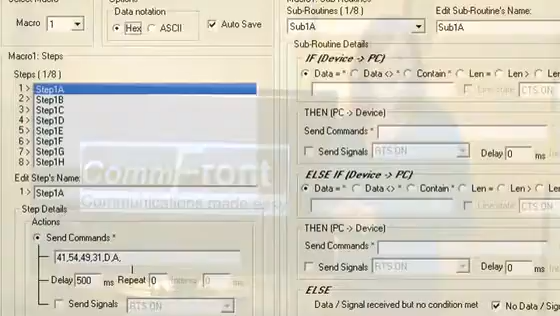 Select Macro
Macro 1
Options
Data notation
Hex
ASCII
Auto Save
Macro1: Steps
Steps ( 1/8 )
1 > Step1A
2 > Step1B
3 > Step1C
4 > Step1D
5 > Step1E
6 > Step1F
7 > Step1G
8 > Step1H
Edit Step's Name:
1 > Step1A
Step Details
Actions
Send Commands *
41,54,49,31,D,A,
Delay 500 ms Repeat 0 Interval 0
Send Signals RTS:ON
CommFront
Communications made easy
Macro1: Sub-Routines
Sub-Routines ( 1/8 )
Sub1A
Edit Sub-Routine's Name:
Sub1A
Sub-Routine Details
IF (Device -> PC)
Data = * Data <> * Contain * Len = Len > Len
Line state CTS:ON
THEN (PC -> Device)
Send Commands *
Send Signals RTS:ON Delay 0 ms
ELSE IF (Device -> PC)
Data = * Data <> * Contain * Len = Len > Len
Line state CTS:ON
THEN (PC -> Device)
Send Commands *
Send Signals RTS:ON Delay 0 ms
ELSE
Data / Signal received but no condition met
No Data / Sign